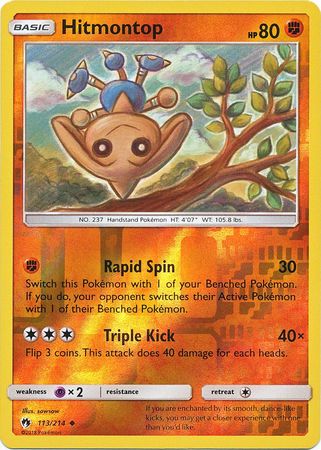 BASIC Hitmontop HP 80
NO. 237 Handstand Pokémon HT: 4'07" WT: 105.8 lbs.
Rapid Spin 30
Switch this Pokémon with 1 of your Benched Pokémon.
If you do, your opponent switches their Active Pokémon
with 1 of their Benched Pokémon.
Triple Kick 40×
Flip 3 coins. This attack does 40 damage for each heads.
weakness × 2 resistance retreat
Illus. sowsow
113/214
©2018 Pokémon
If you are enchanted by its smooth, dance-like
kicks, you may get a closer experience with one
than you'd like.